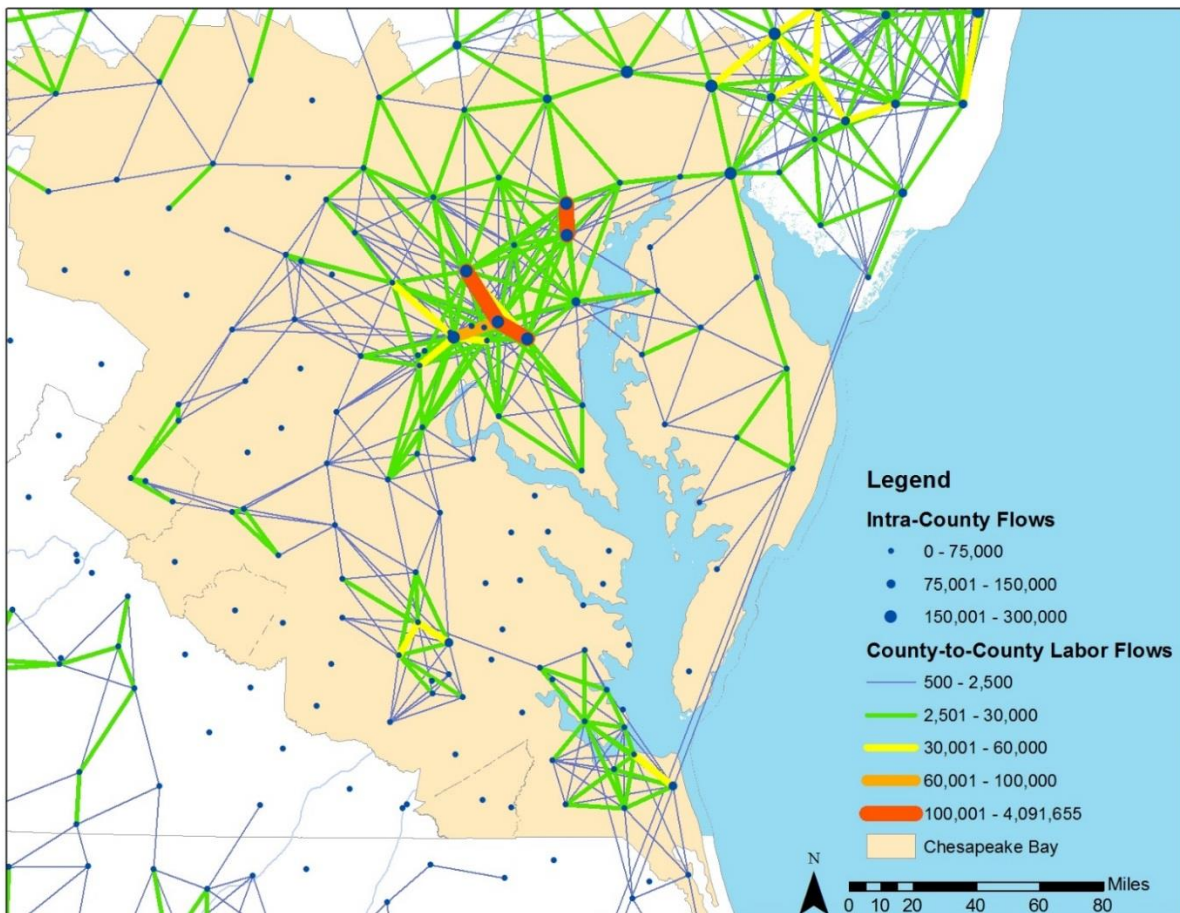 Legend
Intra-County Flows
0 - 75,000
75,001 - 150,000
150,001 - 300,000
County-to-County Labor Flows
500 - 2,500
2,501 - 30,000
30,001 - 60,000
60,001 - 100,000
100,001 - 4,091,655
Chesapeake Bay
N
Miles
0 10 20 40 60 80